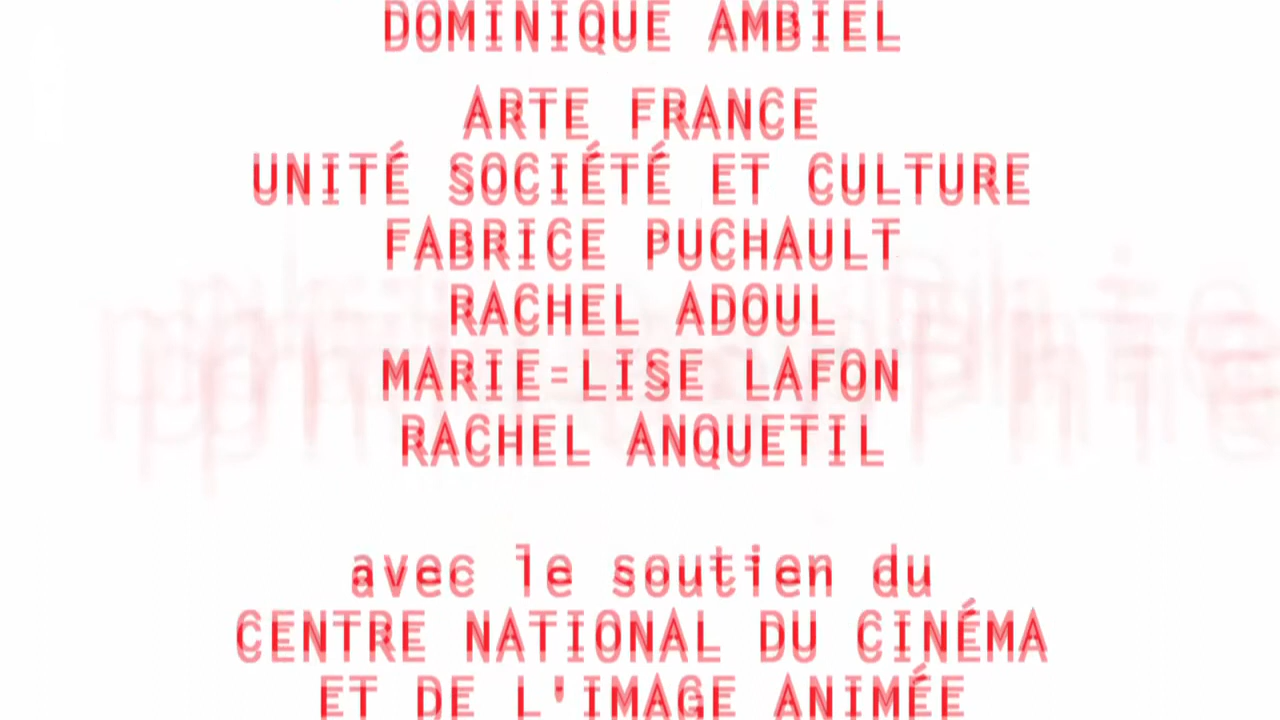 DOMINIQUE AMBIEL
ARTE FRANCE
UNITÉ SOCIÉTÉ ET CULTURE
FABRICE PUCHAULT
RACHEL ADOUL
MARIE-LISE LAFON
RACHEL ANQUETIL
avec le soutien du
CENTRE NATIONAL DU CINÉMA
ET DE L'IMAGE ANIMÉE